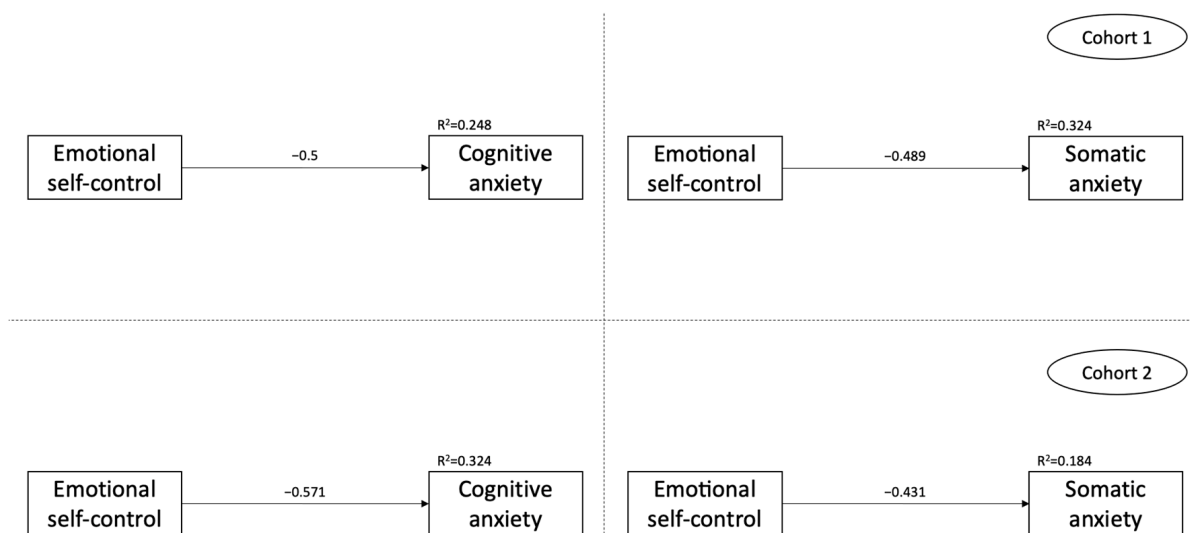 Cohort 1
R²=0.248
Emotional
self-control
−0.5
Cognitive
anxiety
R²=0.324
Emotional
self-control
−0.489
Somatic
anxiety
Cohort 2
R²=0.324
Emotional
self-control
−0.571
Cognitive
anxiety
R²=0.184
Emotional
self-control
−0.431
Somatic
anxiety